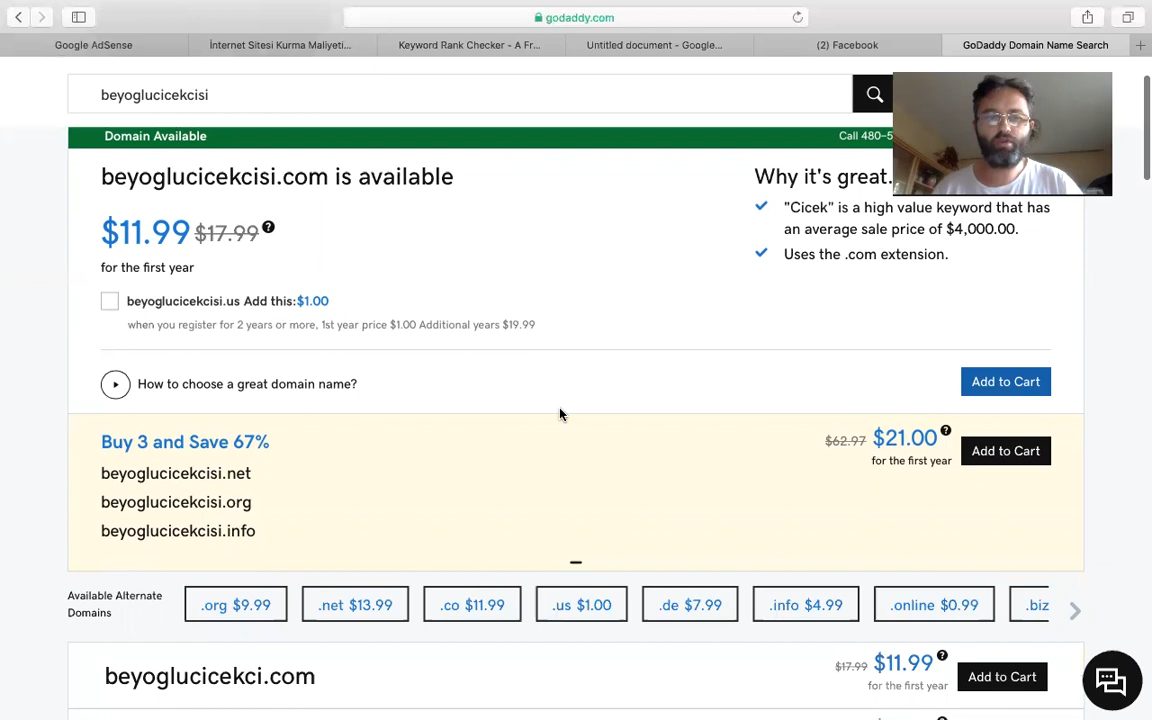 godaddy.com
Google AdSense
İnternet Sitesi Kurma Maliyeti...
Keyword Rank Checker - A Fr...
Untitled document - Google...
(2) Facebook
GoDaddy Domain Name Search
beyoglucicekcisi
Domain Available
Call 480-5
beyoglucicekcisi.com is available
$11.99 $17.99 ?
for the first year
Why it's great.
"Cicek" is a high value keyword that has
an average sale price of $4,000.00.
Uses the .com extension.
beyoglucicekcisi.us Add this:$1.00
when you register for 2 years or more, 1st year price $1.00 Additional years $19.99
How to choose a great domain name?
Add to Cart
Buy 3 and Save 67%
beyoglucicekcisi.net
beyoglucicekcisi.org
beyoglucicekcisi.info
$62.97 $21.00 ?
for the first year
Add to Cart
Available Alternate
Domains
.org $9.99
.net $13.99
.co $11.99
.us $1.00
.de $7.99
.info $4.99
.online $0.99
.biz
beyoglucicekci.com
$17.99 $11.99 ?
for the first year
Add to Cart